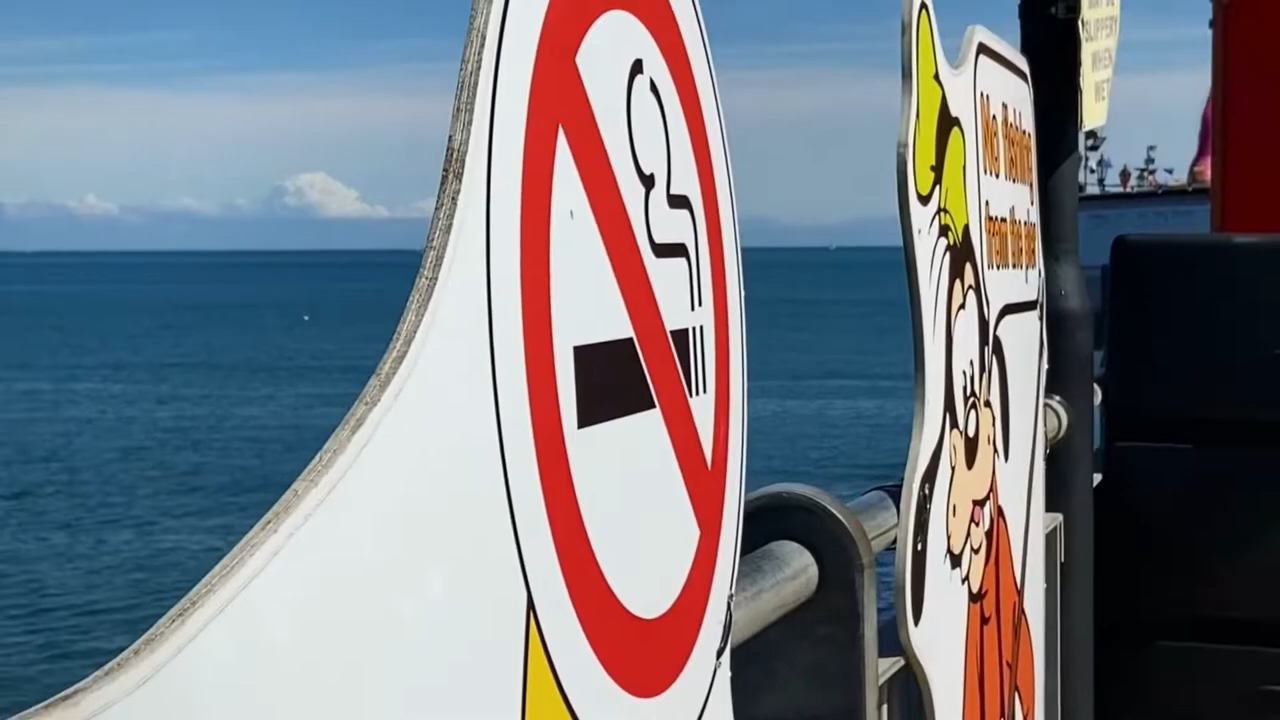 No fishing
from the pier
MAY BE
SLIPPERY
WHEN
WET